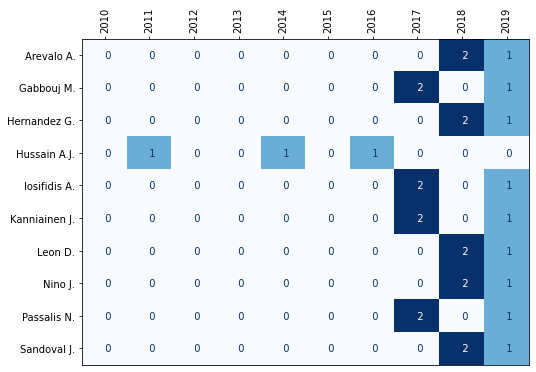 2010 2011 2012 2013 2014 2015 2016 2017 2018 2019
Arevalo A. 0 0 0 0 0 0 0 0 2 1
Gabbouj M. 0 0 0 0 0 0 0 2 0 1
Hernandez G. 0 0 0 0 0 0 0 0 2 1
Hussain A.J. 0 1 0 0 1 0 1 0 0 0
Iosifidis A. 0 0 0 0 0 0 0 2 0 1
Kanniainen J. 0 0 0 0 0 0 0 2 0 1
Leon D. 0 0 0 0 0 0 0 0 2 1
Nino J. 0 0 0 0 0 0 0 0 2 1
Passalis N. 0 0 0 0 0 0 0 2 0 1
Sandoval J. 0 0 0 0 0 0 0 0 2 1